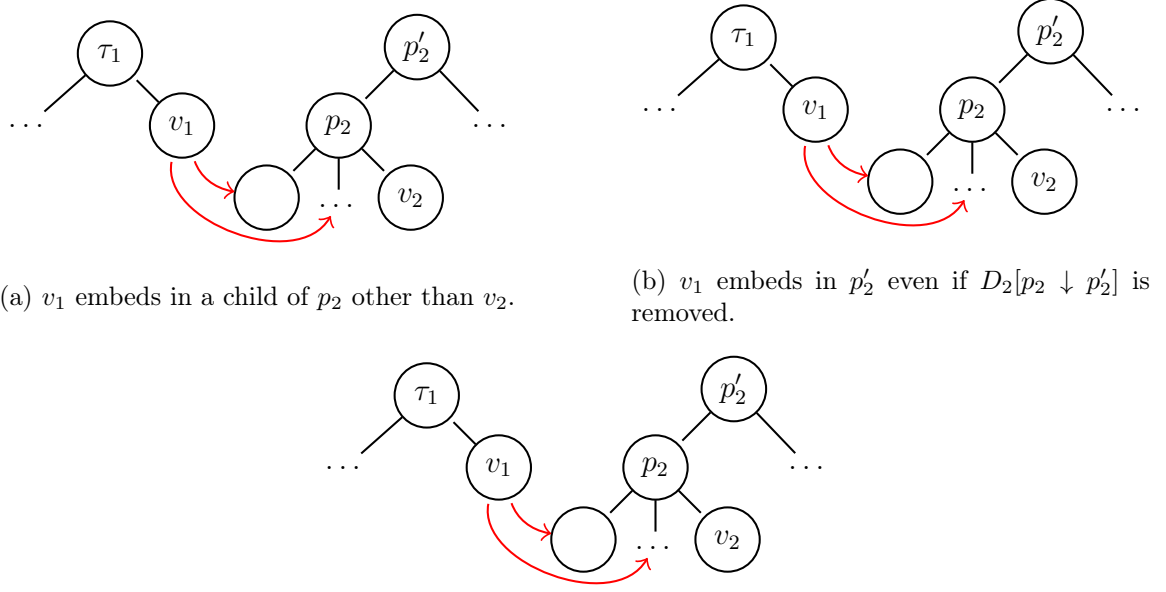 τ₁ p′₂ τ₁ p′₂
… v₁ p₂ … … v₁ p₂ …
… v₂ … v₂
(a) v₁ embeds in a child of p₂ other than v₂.
(b) v₁ embeds in p′₂ even if D₂[p₂ ↓ p′₂] is
removed.
τ₁ p′₂
… v₁ p₂ …
… v₂